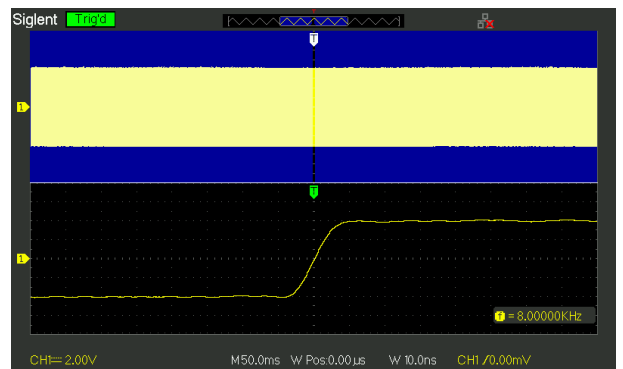 Siglent Trig'd
T
1
T
1
f = 8.00000KHz
CH1 2.00V M50.0ms W Pos:0.00µs W 10.0ns CH1 0.00mV